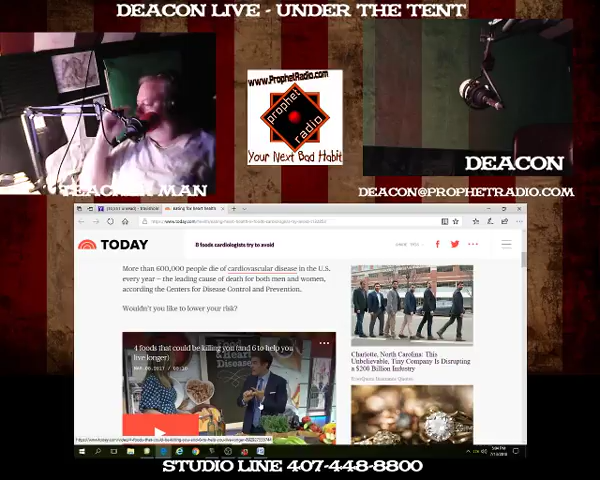 DEACON LIVE - UNDER THE TENT
www.ProphetRadio.com
prophet
radio
Your Next Bad Habit
TEACHER MAN
DEACON
DEACON@PROPHETRADIO.COM
TODAY
8 foods cardiologists try to avoid
More than 600,000 people die of cardiovascular disease in the U.S.
every year – the leading cause of death for both men and women,
according the Centers for Disease Control and Prevention.
Wouldn't you like to lower your risk?
4 foods that could be killing you (and 6 to help you
live longer)
Charlotte, North Carolina: This
Unbelievable, Tiny Company Is Disrupting
a $200 Billion Industry
STUDIO LINE 407-448-8800